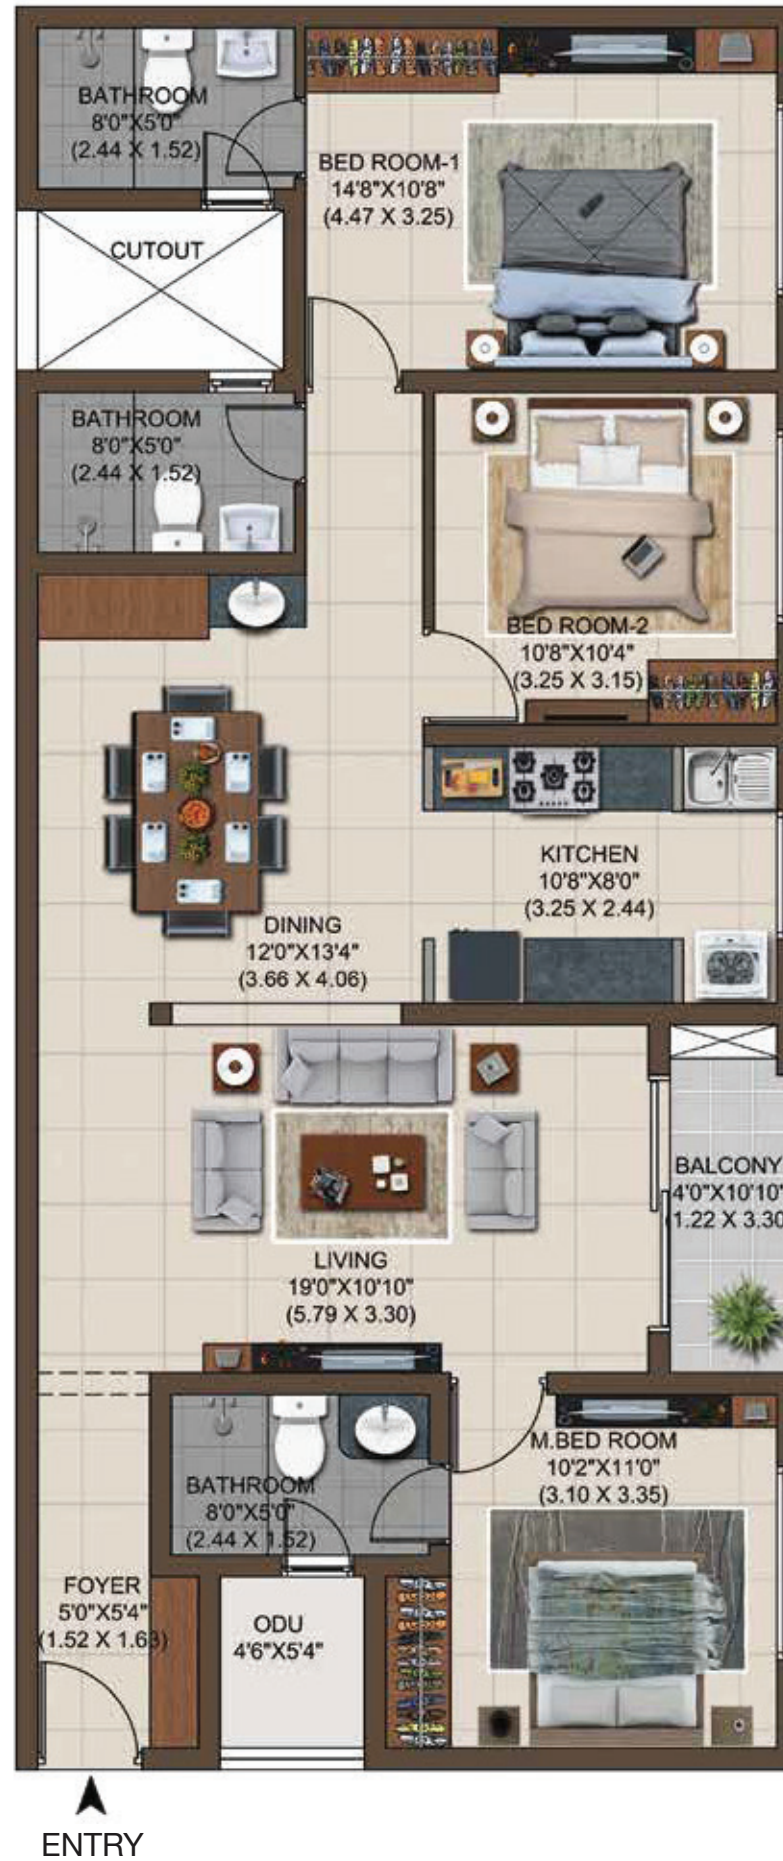 BATHROOM
8'0"X5'0"
(2.44 X 1.52)
BED ROOM-1
14'8"X10'8"
(4.47 X 3.25)
CUTOUT
BATHROOM
8'0"X5'0"
(2.44 X 1.52)
BED ROOM-2
10'8"X10'4"
(3.25 X 3.15)
KITCHEN
10'8"X8'0"
(3.25 X 2.44)
DINING
12'0"X13'4"
(3.66 X 4.06)
BALCONY
4'0"X10'10"
1.22 X 3.30
LIVING
19'0"X10'10"
(5.79 X 3.30)
M.BED ROOM
10'2"X11'0"
(3.10 X 3.35)
BATHROOM
8'0"X5'0"
(2.44 X 1.52)
FOYER
5'0"X5'4"
(1.52 X 1.63)
ODU
4'6"X5'4"
ENTRY